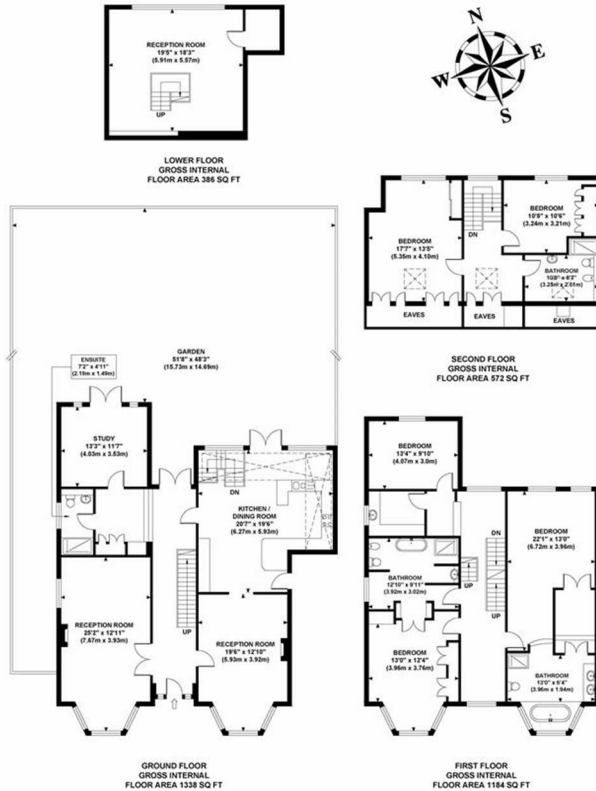 RECEPTION ROOM
19'5" x 18'3"
(5.91m x 5.57m)
UP
LOWER FLOOR
GROSS INTERNAL
FLOOR AREA 386 SQ FT
N
E
S
W
BEDROOM
17'7" x 13'5"
(5.35m x 4.10m)
DN
BEDROOM
10'8" x 10'6"
(3.24m x 3.21m)
BATHROOM
(3.25m x 2.61m)
EAVES
EAVES
EAVES
SECOND FLOOR
GROSS INTERNAL
FLOOR AREA 572 SQ FT
GARDEN
51'8" x 48'3"
(15.73m x 14.69m)
ENSUITE
7'2" x 4'11"
(2.19m x 1.49m)
STUDY
13'3" x 11'7"
(4.03m x 3.53m)
DN
KITCHEN /
DINING ROOM
20'7" x 19'6"
(6.27m x 5.93m)
RECEPTION ROOM
25'2" x 12'11"
(7.67m x 3.93m)
UP
RECEPTION ROOM
19'6" x 12'10"
(5.93m x 3.92m)
GROUND FLOOR
GROSS INTERNAL
FLOOR AREA 1338 SQ FT
BEDROOM
13'4" x 9'10"
(4.07m x 3.0m)
BEDROOM
22'1" x 13'0"
(6.72m x 3.96m)
DN
UP
UP
BATHROOM
12'10" x 9'11"
(3.92m x 3.02m)
BEDROOM
13'0" x 12'4"
(3.96m x 3.76m)
BATHROOM
13'0" x 6'4"
(3.96m x 1.94m)
FIRST FLOOR
GROSS INTERNAL
FLOOR AREA 1184 SQ FT